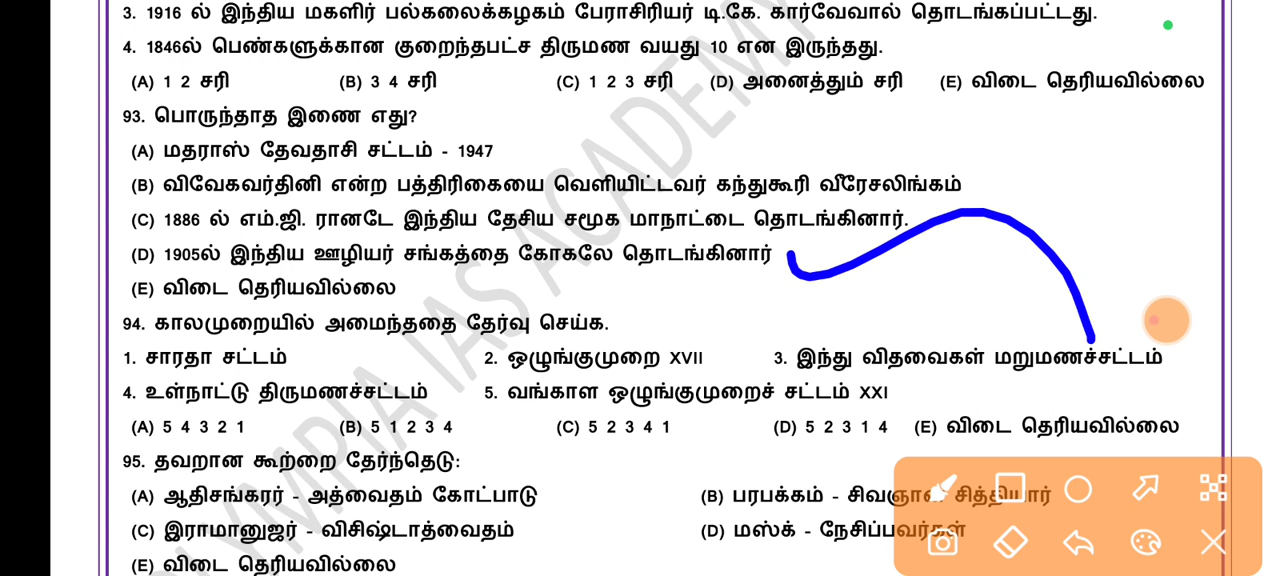 3. 1916 ல் இந்திய மகளிர் பல்கலைக்கழகம் பேராசிரியர் டி.கே. கார்வேவால் தொடங்கப்பட்டது.
4. 1846ல் பெண்களுக்கான குறைந்தபட்ச திருமண வயது 10 என இருந்தது.
(A) 1 2 சரி (B) 3 4 சரி (C) 1 2 3 சரி (D) அனைத்தும் சரி (E) விடை தெரியவில்லை
93. பொருந்தாத இணை எது?
(A) மதராஸ் தேவதாசி சட்டம் - 1947
(B) விவேகவர்தினி என்ற பத்திரிகையை வெளியிட்டவர் கந்துகூரி வீரேசலிங்கம்
(C) 1886 ல் எம்.ஜி. ரானடே இந்திய தேசிய சமூக மாநாட்டை தொடங்கினார்.
(D) 1905ல் இந்திய ஊழியர் சங்கத்தை கோகலே தொடங்கினார்
(E) விடை தெரியவில்லை
94. காலமுறையில் அமைந்ததை தேர்வு செய்க.
1. சாரதா சட்டம் 2. ஒழுங்குமுறை XVII 3. இந்து விதவைகள் மறுமணச்சட்டம்
4. உள்நாட்டு திருமணச்சட்டம் 5. வங்காள ஒழுங்குமுறைச் சட்டம் XXI
(A) 5 4 3 2 1 (B) 5 1 2 3 4 (C) 5 2 3 4 1 (D) 5 2 3 1 4 (E) விடை தெரியவில்லை
95. தவறான கூற்றை தேர்ந்தெடு:
(A) ஆதிசங்கரர் - அத்வைதம் கோட்பாடு (B) பரபக்கம் - சிவஞான சித்தியார்
(C) இராமானுஜர் - விசிஷ்டாத்வைதம் (D) மஸ்க் - நேசிப்பவர்கள்
(E) விடை தெரியவில்லை
IAS ACADEMY